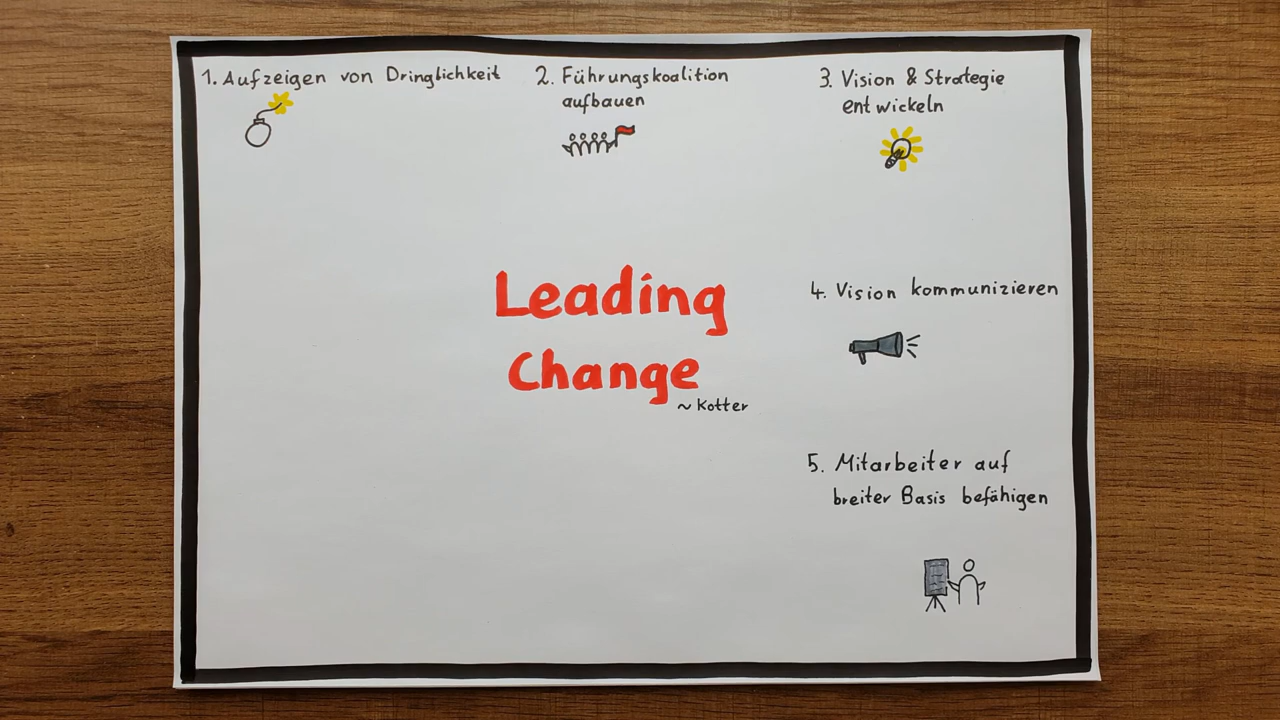 1. Aufzeigen von Dringlichkeit
2. Führungskoalition
aufbauen
3. Vision & Strategie
entwickeln
Leading
Change
~ Kotter
4. Vision kommunizieren
5. Mitarbeiter auf
breiter Basis befähigen